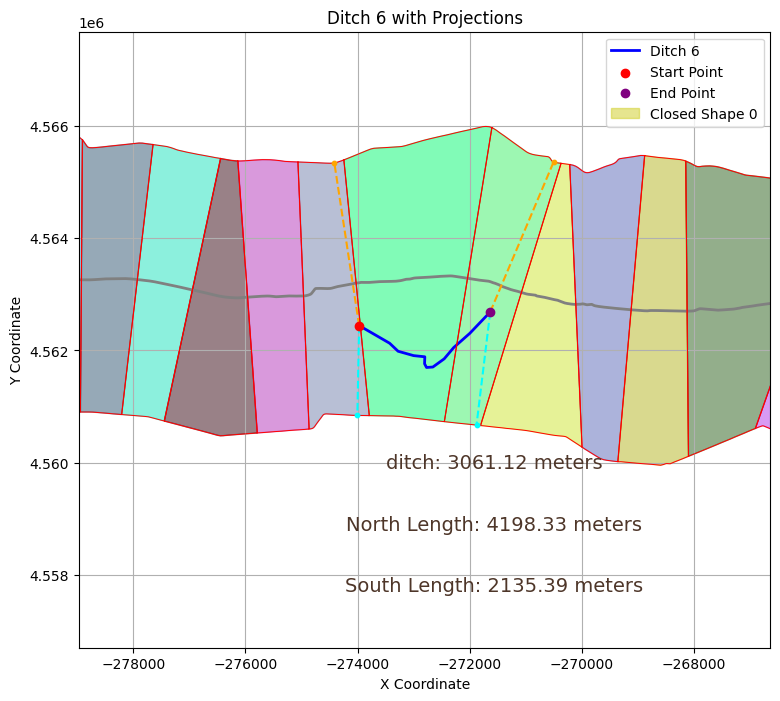 Ditch 6 with Projections
1e6
Ditch 6
Start Point
End Point
Closed Shape 0
4.566
4.564
4.562
4.560
4.558
Y Coordinate
ditch: 3061.12 meters
North Length: 4198.33 meters
South Length: 2135.39 meters
−278000 −276000 −274000 −272000 −270000 −268000
X Coordinate